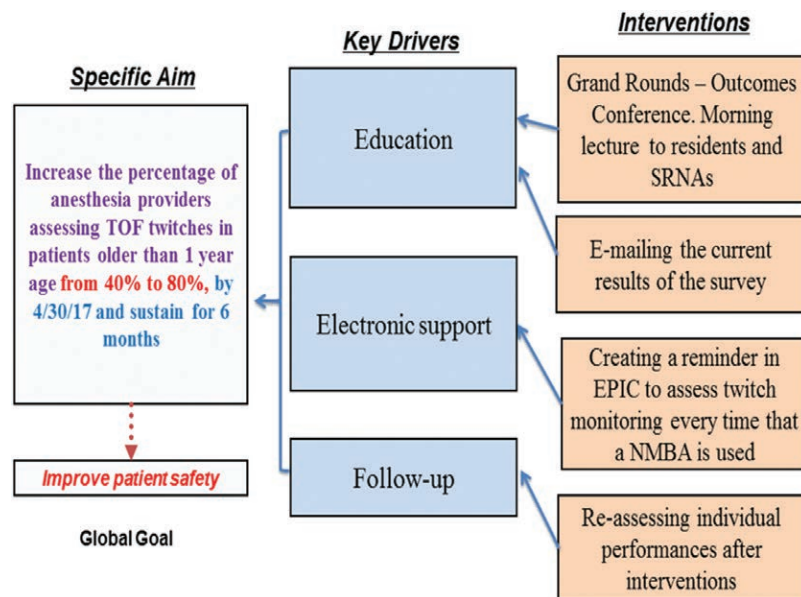 Specific Aim
Increase the percentage of
anesthesia providers
assessing TOF twitches in
patients older than 1 year
age from 40% to 80%, by
4/30/17 and sustain for 6
months
Improve patient safety
Global Goal
Key Drivers
Education
Electronic support
Follow-up
Interventions
Grand Rounds – Outcomes
Conference. Morning
lecture to residents and
SRNAs
E-mailing the current
results of the survey
Creating a reminder in
EPIC to assess twitch
monitoring every time that
a NMBA is used
Re-assessing individual
performances after
interventions